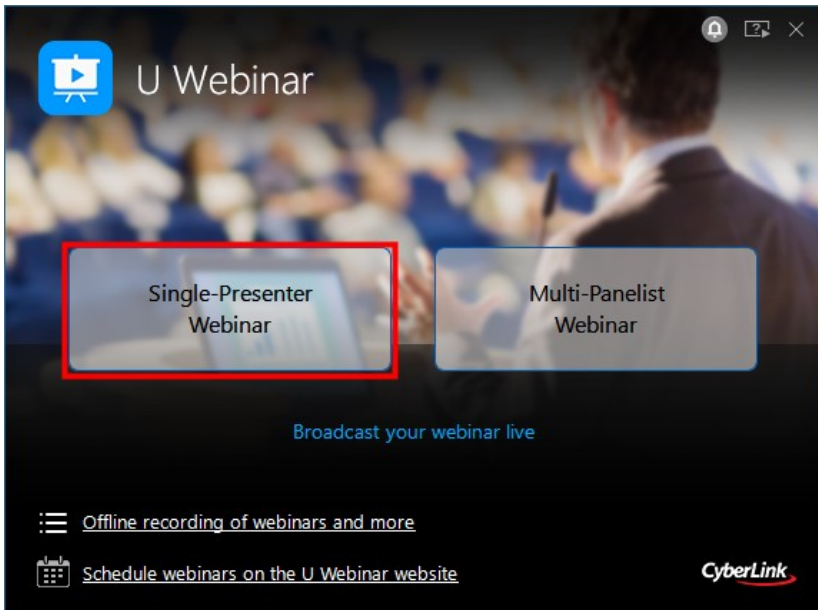 U Webinar
Single-Presenter
Webinar
Multi-Panelist
Webinar
Broadcast your webinar live
Offline recording of webinars and more
Schedule webinars on the U Webinar website
CyberLink